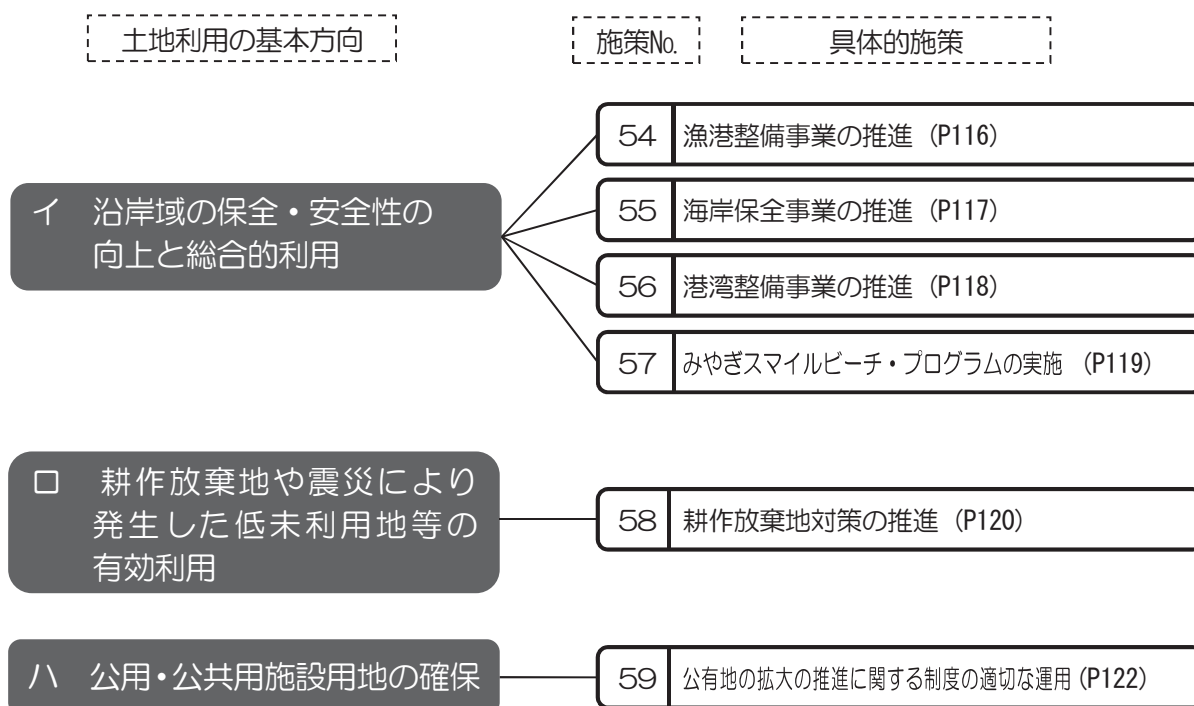 土地利用の基本方向 施策No. 具体的施策
54 漁港整備事業の推進（P116）
イ 沿岸域の保全・安全性の
向上と総合的利用
55 海岸保全事業の推進（P117）
56 港湾整備事業の推進（P118）
57 みやぎスマイルビーチ・プログラムの実施 （P119）
ロ 耕作放棄地や震災により
発生した低未利用地等の
有効利用
58 耕作放棄地対策の推進（P120）
ハ 公用・公共用施設用地の確保
59 公有地の拡大の推進に関する制度の適切な運用（P122）